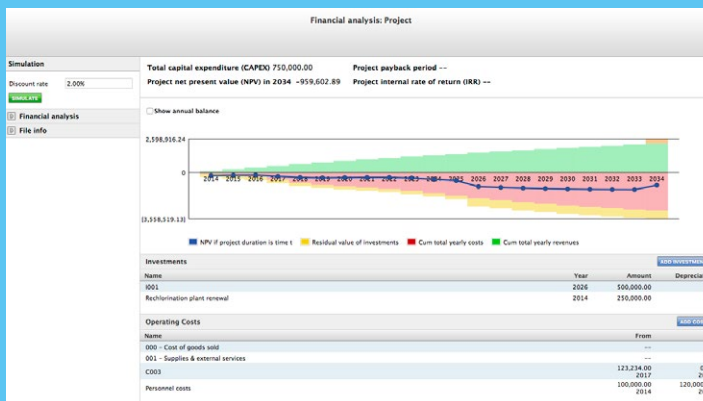 Financial analysis: Project
Simulation
Discount rate 2.00%
SIMULATE
Financial analysis
File info
Total capital expenditure (CAPEX) 750,000.00 Project payback period --
Project net present value (NPV) in 2034 -959,602.89 Project internal rate of return (IRR) --
Show annual balance
2,598,916.24
0
2014 2015 2016 2017 2018 2019 2020 2021 2022 2023 2024 2025 2026 2027 2028 2029 2030 2031 2032 2033 2034
[3,558,519.13]
NPV if project duration is time t Residual value of investments Cum total yearly costs Cum total yearly revenues
Investments ADD INVESTMEN
Name Year Amount Deprecia
I001 2026 500,000.00
Rechlorination plant renewal 2014 250,000.00
Operating Costs ADD COS
Name From
000 - Cost of goods sold --
001 - Supplies & external services --
C003 123,234.00
2017
Personnel costs 100,000.00 120,000
2014